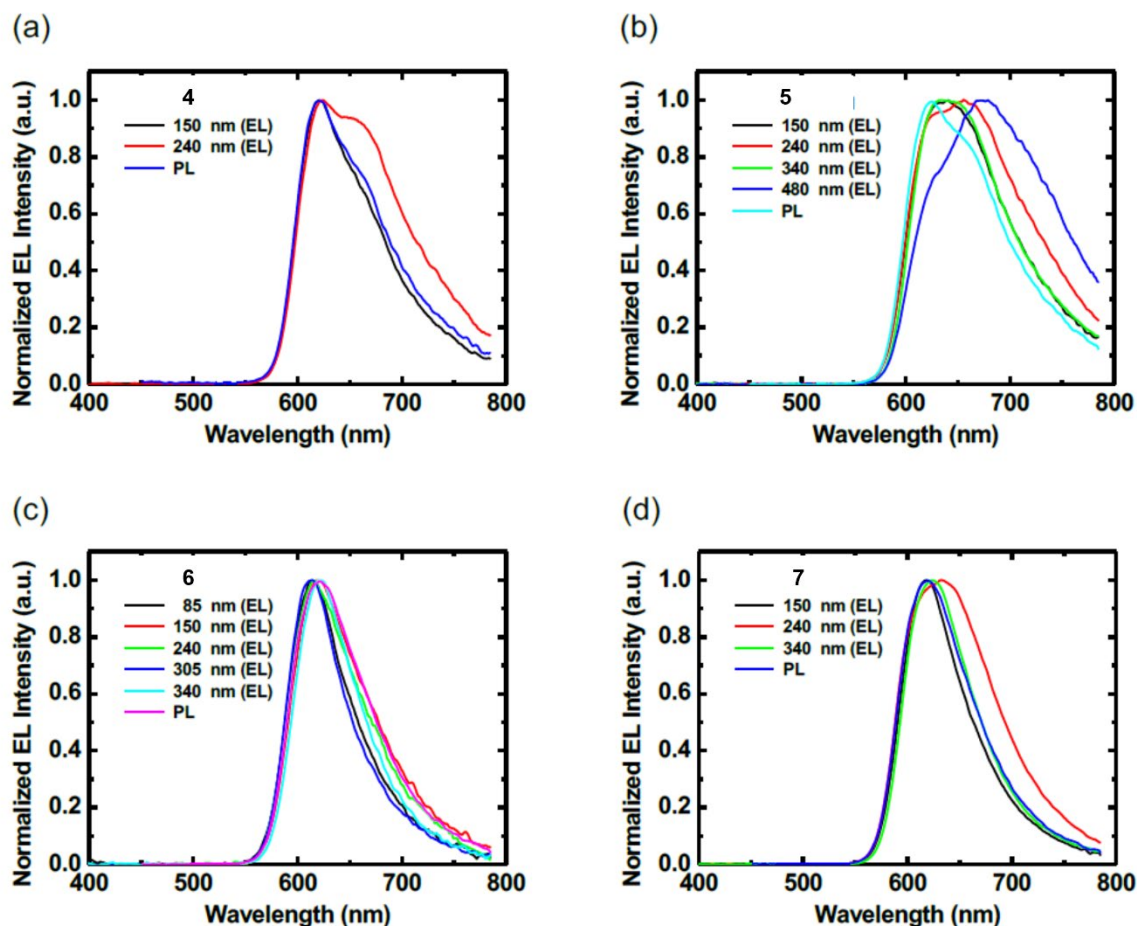 (a)
Normalized EL Intensity (a.u.)
1.0
0.8
0.6
0.4
0.2
0.0
4
150 nm (EL)
240 nm (EL)
PL
400 500 600 700 800
Wavelength (nm)
(b)
Normalized EL Intensity (a.u.)
1.0
0.8
0.6
0.4
0.2
0.0
5
150 nm (EL)
240 nm (EL)
340 nm (EL)
480 nm (EL)
PL
400 500 600 700 800
Wavelength (nm)
(c)
Normalized EL Intensity (a.u.)
1.0
0.8
0.6
0.4
0.2
0.0
6
85 nm (EL)
150 nm (EL)
240 nm (EL)
305 nm (EL)
340 nm (EL)
PL
400 500 600 700 800
Wavelength (nm)
(d)
Normalized EL Intensity (a.u.)
1.0
0.8
0.6
0.4
0.2
0.0
7
150 nm (EL)
240 nm (EL)
340 nm (EL)
PL
400 500 600 700 800
Wavelength (nm)